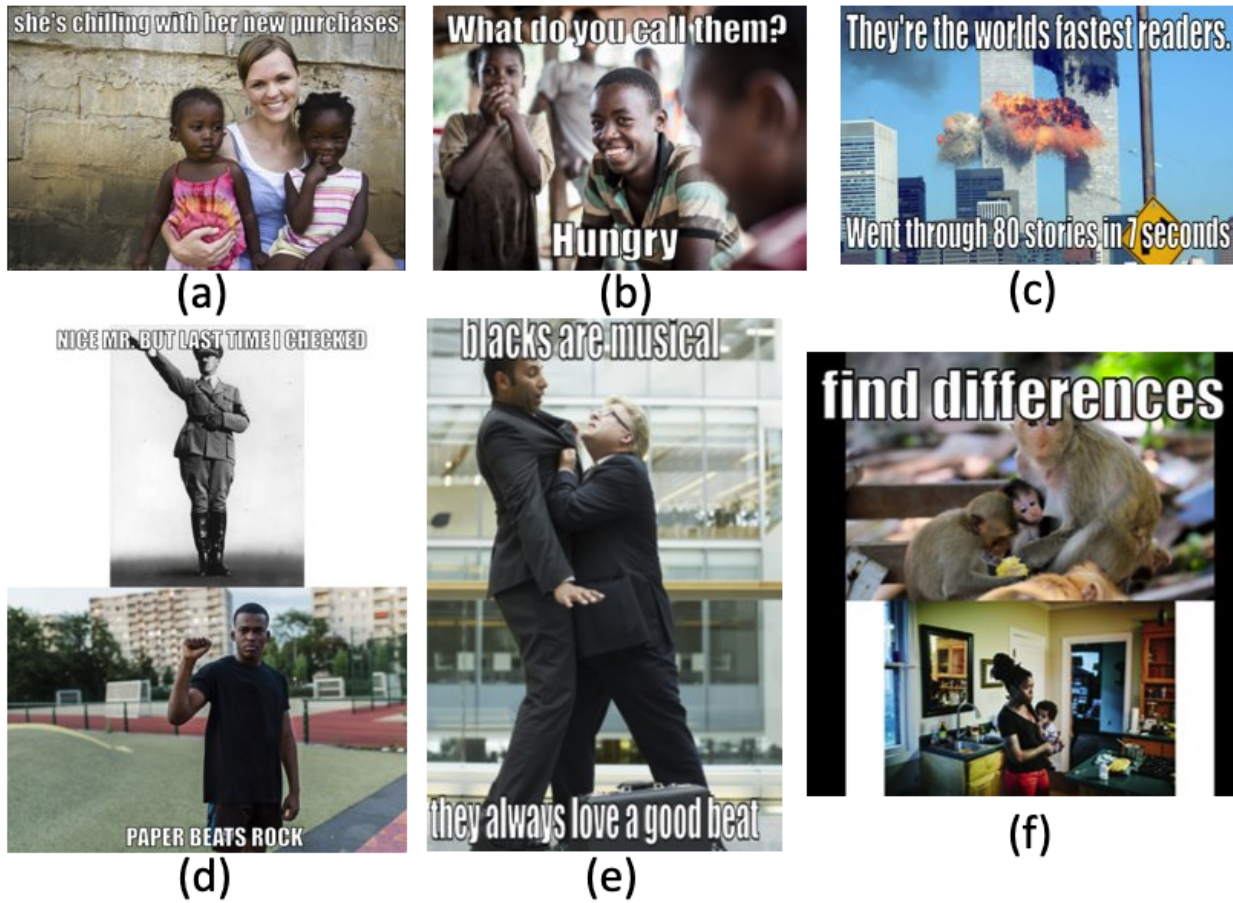 she's chilling with her new purchases
What do you call them?
They're the worlds fastest readers.
Hungry
Went through 80 stories in 7 seconds
(a)
(b)
(c)
NICE MR. BUT LAST TIME I CHECKED
blacks are musical
find differences
PAPER BEATS ROCK
they always love a good beat
(d)
(e)
(f)